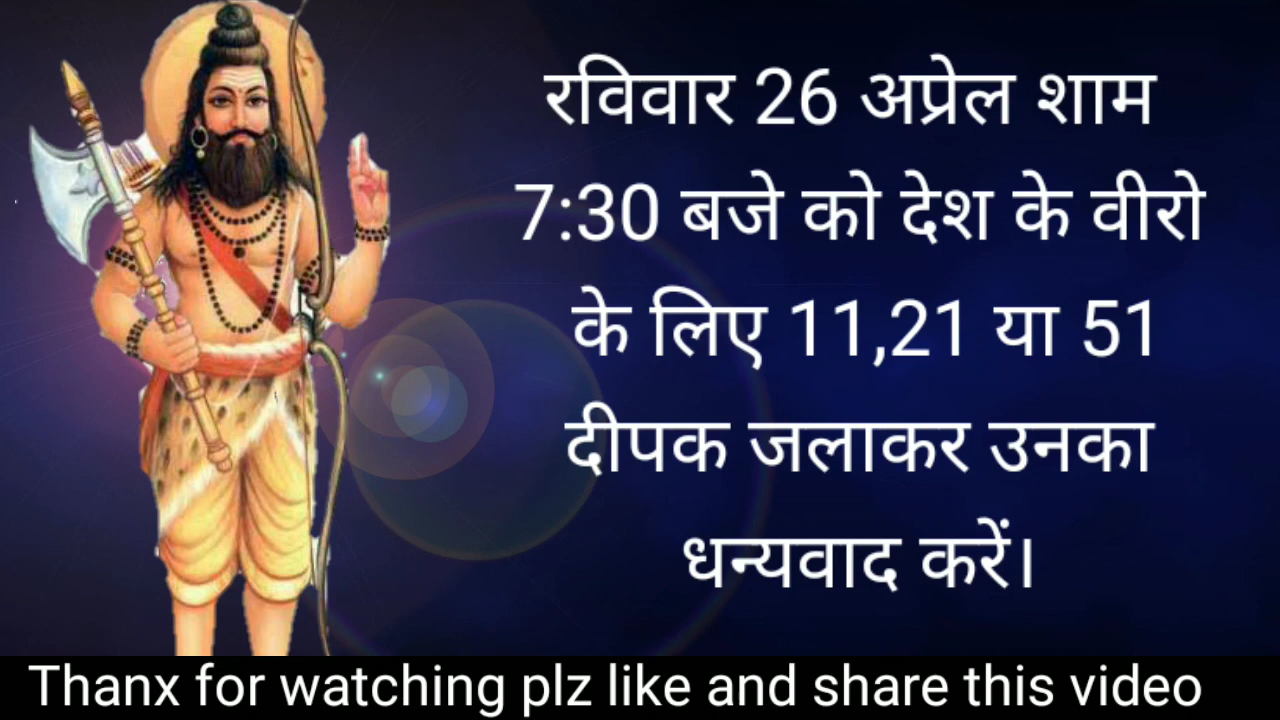 रविवार 26 अप्रेल शाम
7:30 बजे को देश के वीरो
के लिए 11,21 या 51
दीपक जलाकर उनका
धन्यवाद करें।
Thanx for watching plz like and share this video